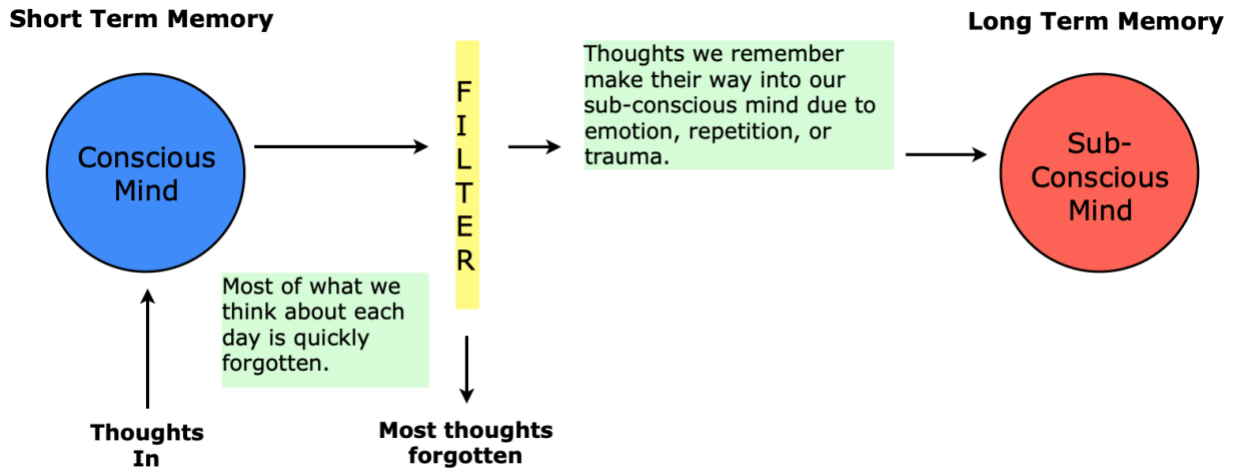 Short Term Memory
Long Term Memory
Conscious
Mind
F
I
L
T
E
R
Thoughts we remember
make their way into our
sub-conscious mind due to
emotion, repetition, or
trauma.
Sub-
Conscious
Mind
Most of what we
think about each
day is quickly
forgotten.
Thoughts
In
Most thoughts
forgotten